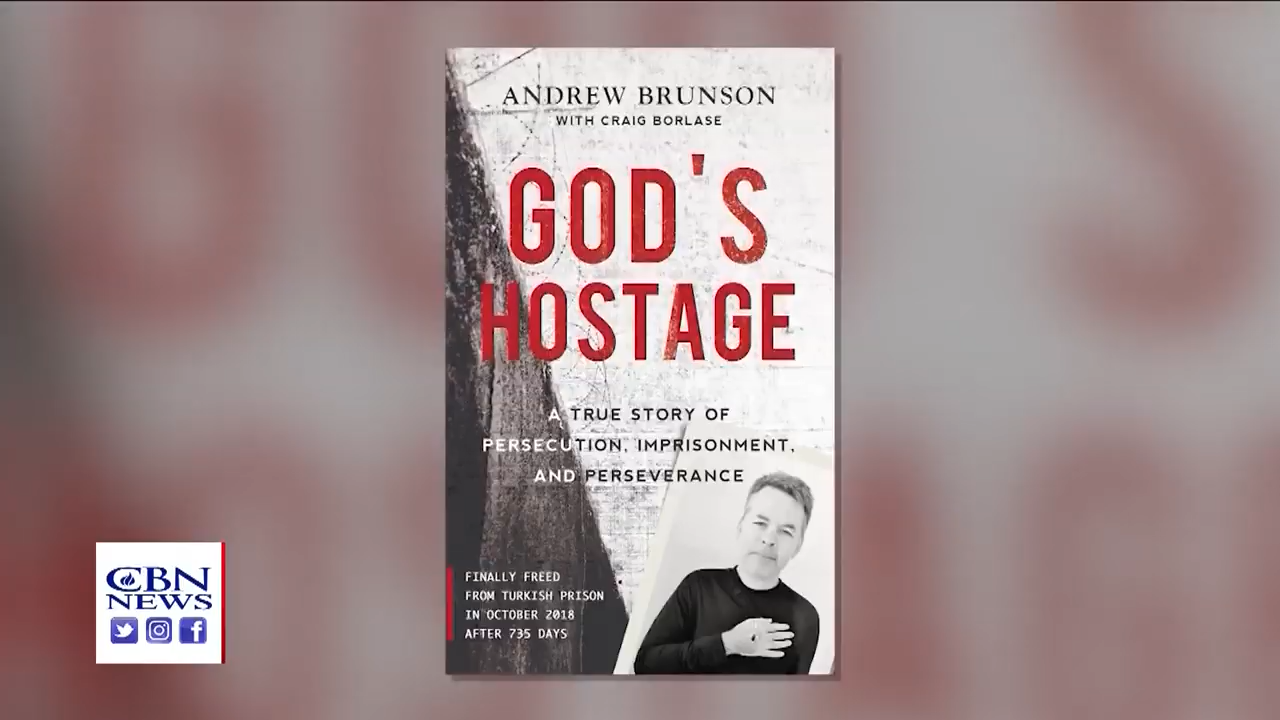 ANDREW BRUNSON
WITH CRAIG BORLASE
GOD'S
HOSTAGE
A TRUE STORY OF
PERSECUTION, IMPRISONMENT,
AND PERSEVERANCE
FINALLY FREED
FROM TURKISH PRISON
IN OCTOBER 2018
AFTER 735 DAYS
CBN
NEWS